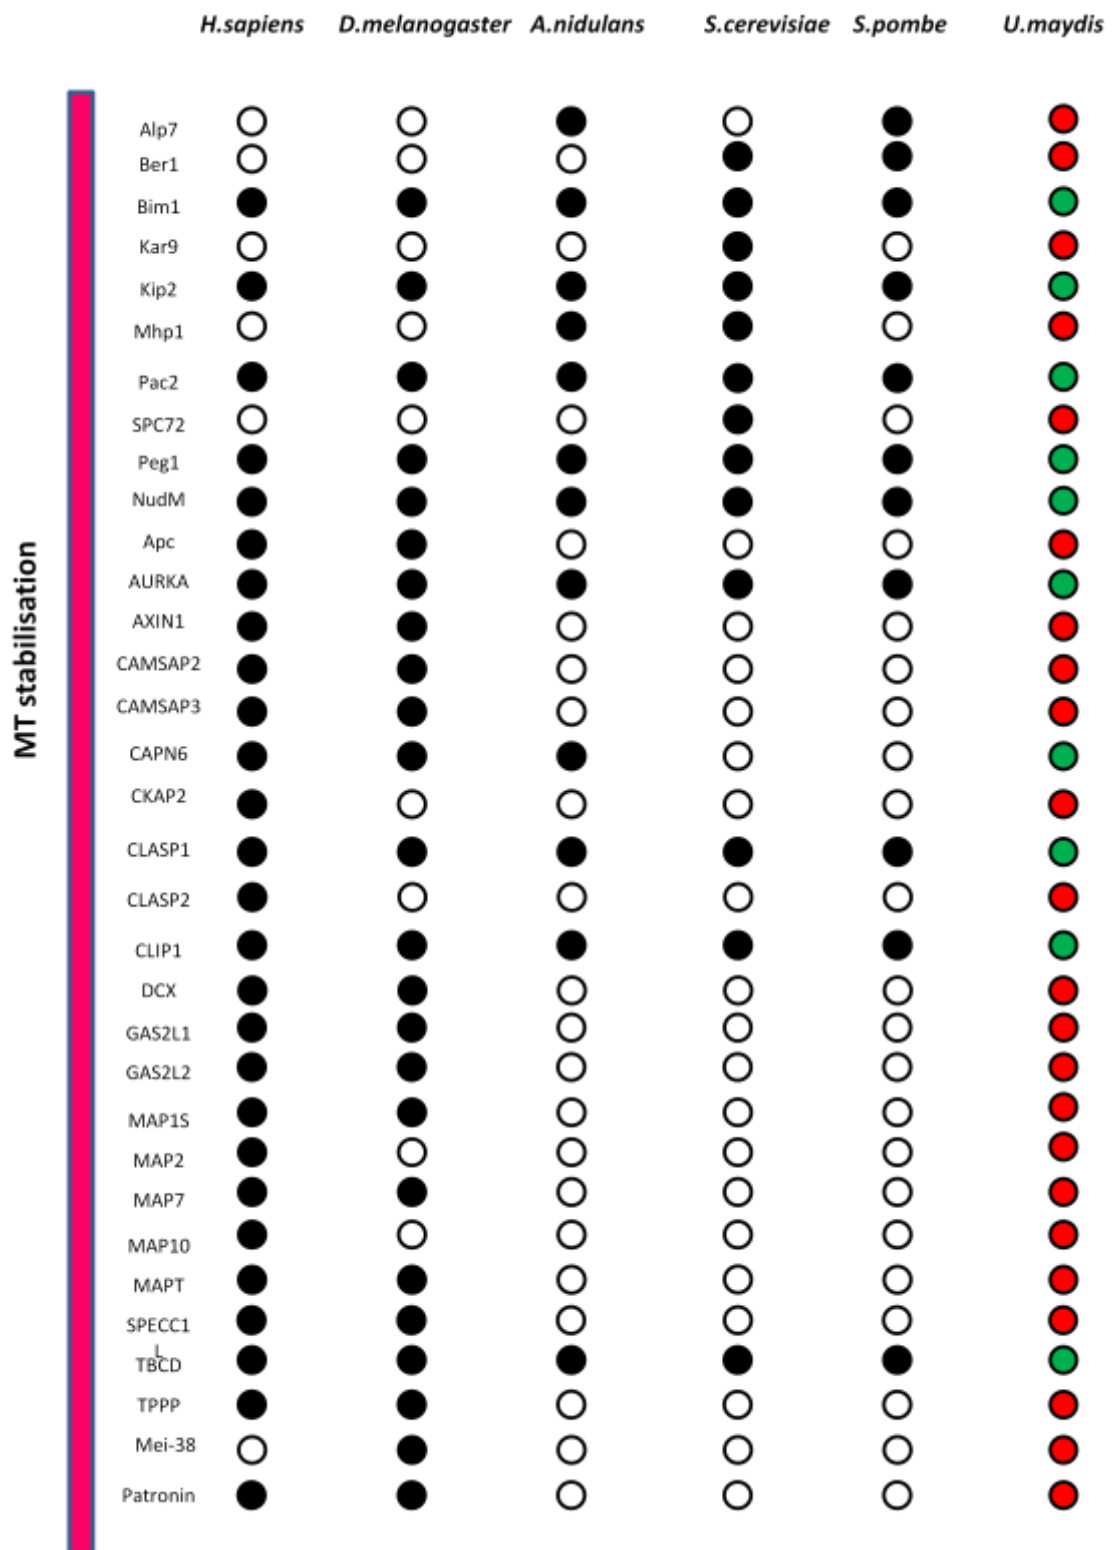 H.sapiens D.melanogaster A.nidulans S.cerevisiae S.pombe U.maydis
MT stabilisation
Alp7
Ber1
Bim1
Kar9
Kip2
Mhp1
Pac2
SPC72
Peg1
NudM
Apc
AURKA
AXIN1
CAMSAP2
CAMSAP3
CAPN6
CKAP2
CLASP1
CLASP2
CLIP1
DCX
GAS2L1
GAS2L2
MAP1S
MAP2
MAP7
MAP10
MAPT
SPECC1
L
TBCD
TPPP
Mei-38
Patronin